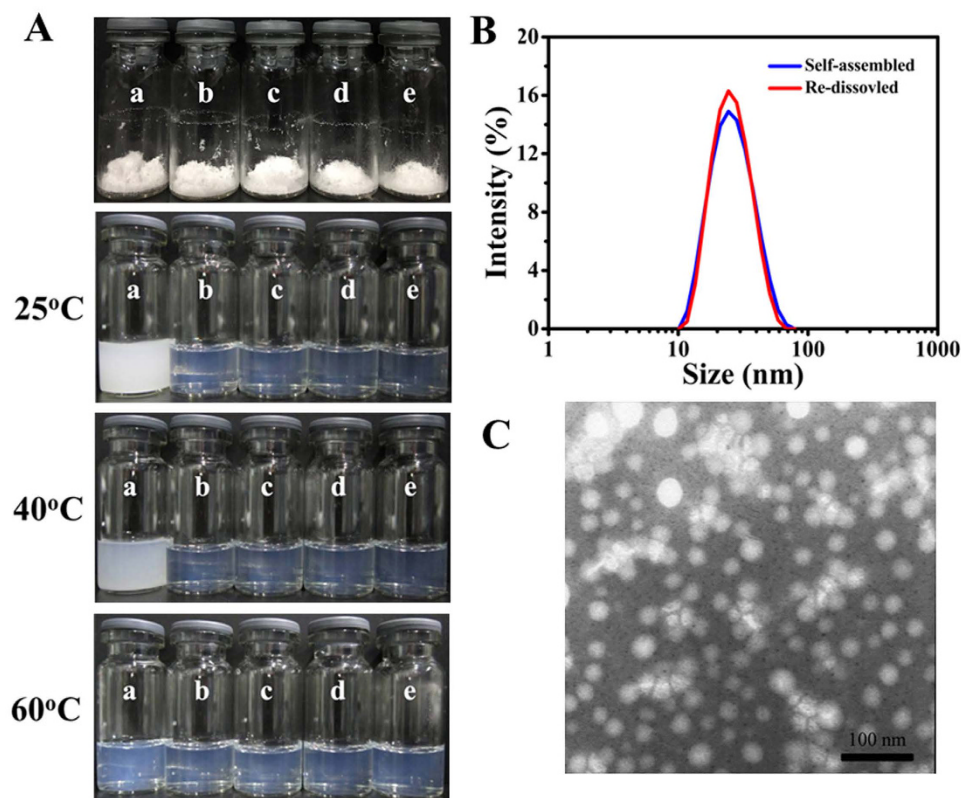 A
a b c d e
25°C
a b c d e
40°C
a b c d e
60°C
a b c d e
B
Intensity (%)
20
16
12
8
4
0
Self-assembled
Re-dissovled
1 10 100 1000
Size (nm)
C
100 nm